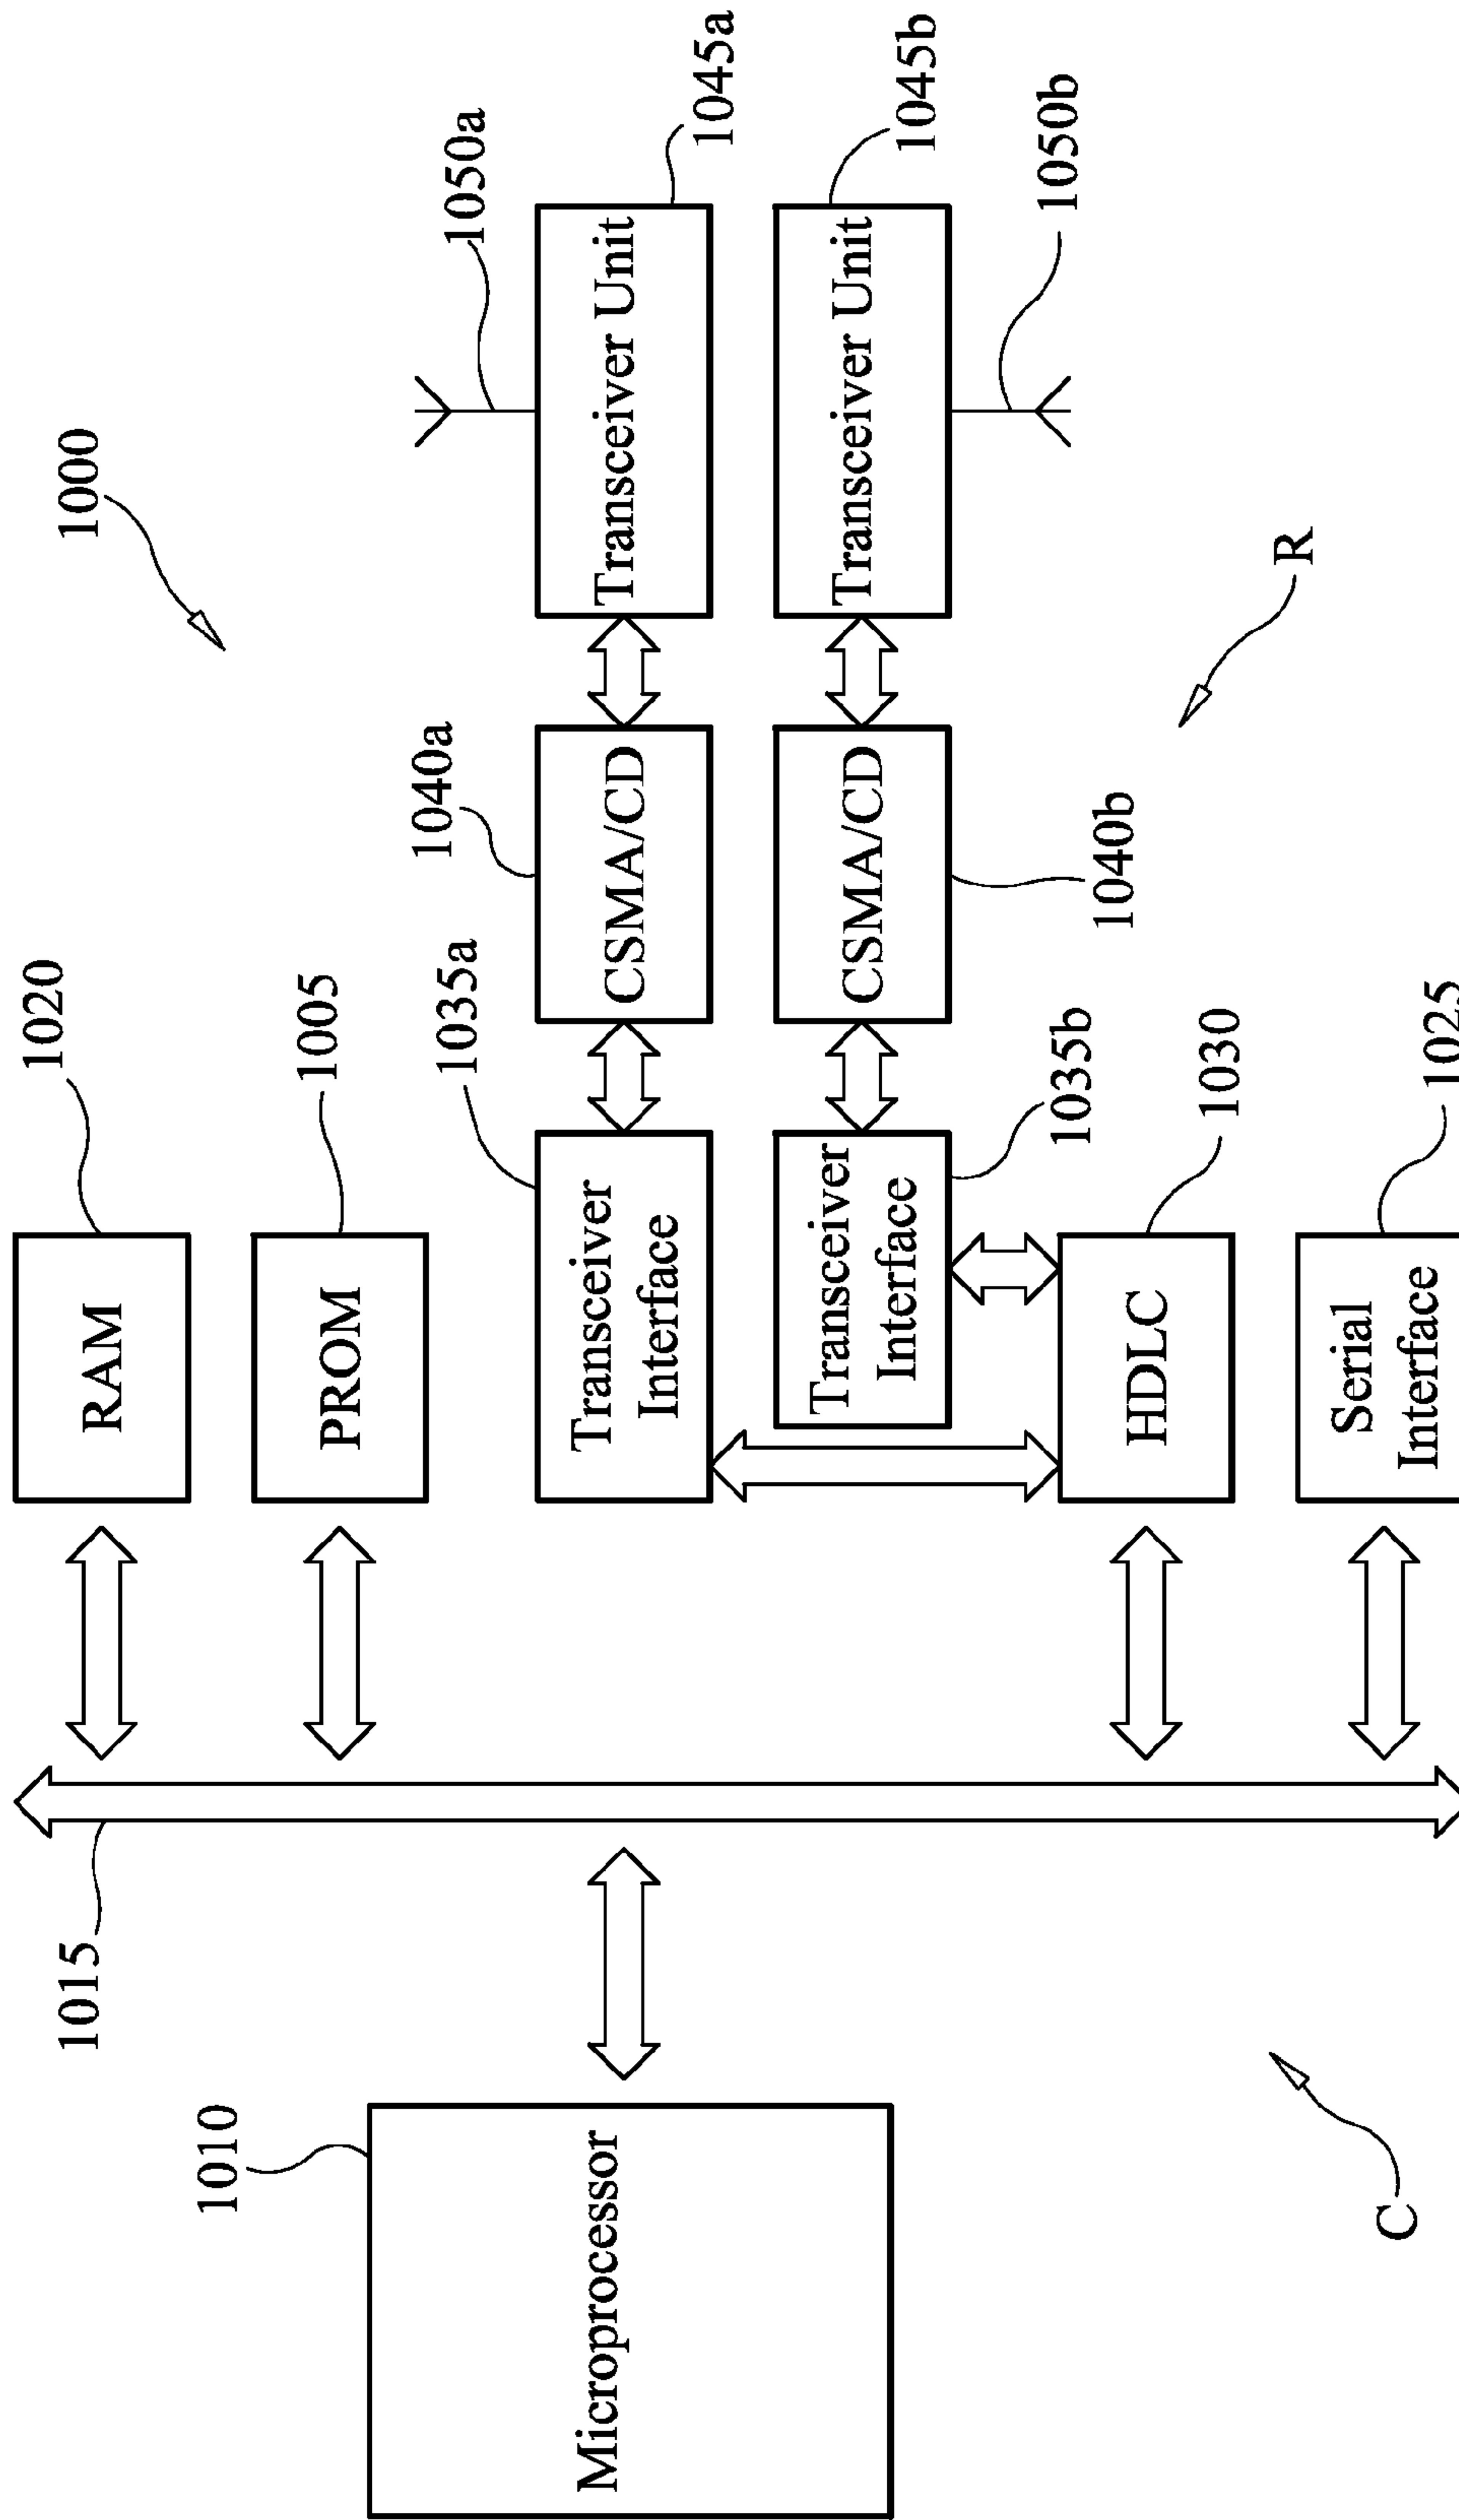 1000
1010
Microprocessor
C
1015
RAM
1020
PROM
1005
Transceiver
Interface
1035a
CSMA/CD
1040a
Transceiver Unit
1045a
1050a
Transceiver
Interface
1035b
CSMA/CD
1040b
Transceiver Unit
1045b
1050b
R
HDLC
1030
Serial
Interface
1025